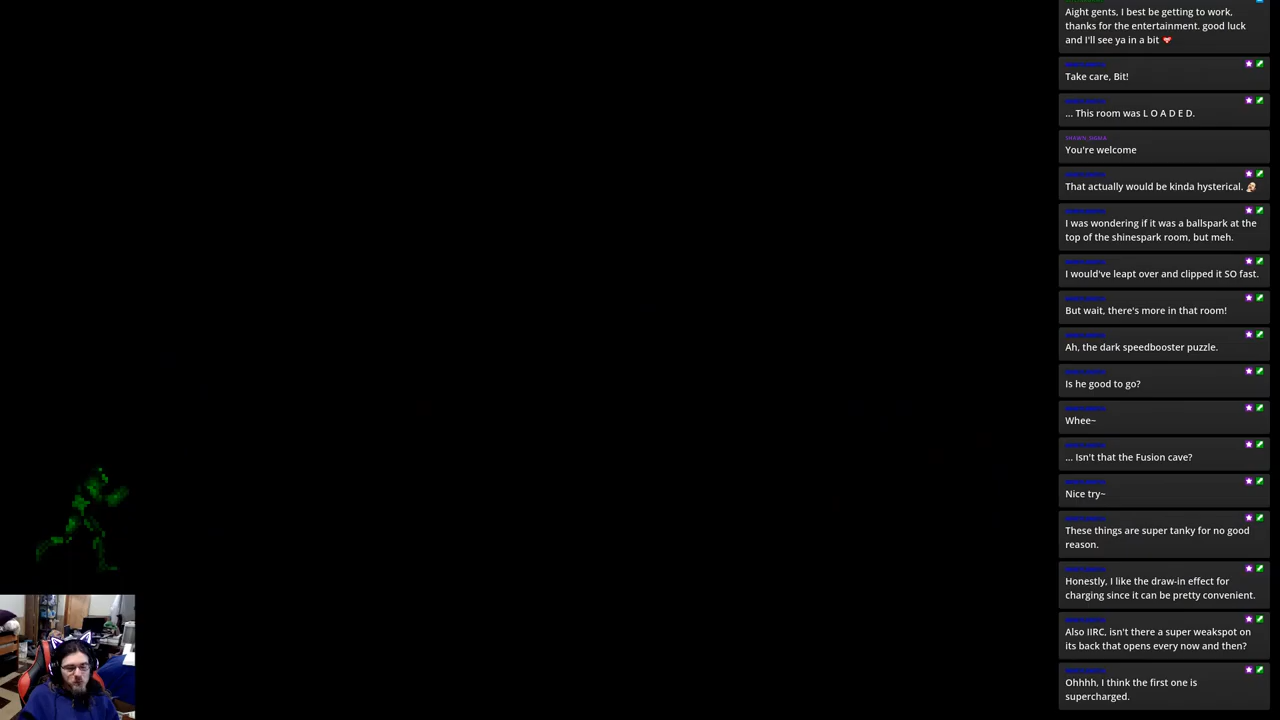 Aight gents, I best be getting to work,
thanks for the entertainment. good luck
and I'll see ya in a bit
Take care, Bit!
... This room was L O A D E D.
SHAWN_NAMA
You're welcome
That actually would be kinda hysterical.
I was wondering if it was a ballspark at the
top of the shinespark room, but meh.
I would've leapt over and clipped it SO fast.
But wait, there's more in that room!
Ah, the dark speedbooster puzzle.
Is he good to go?
Whee~
... Isn't that the Fusion cave?
Nice try~
These things are super tanky for no good
reason.
Honestly, I like the draw-in effect for
charging since it can be pretty convenient.
Also IIRC, isn't there a super weakspot on
its back that opens every now and then?
Ohhhh, I think the first one is
supercharged.